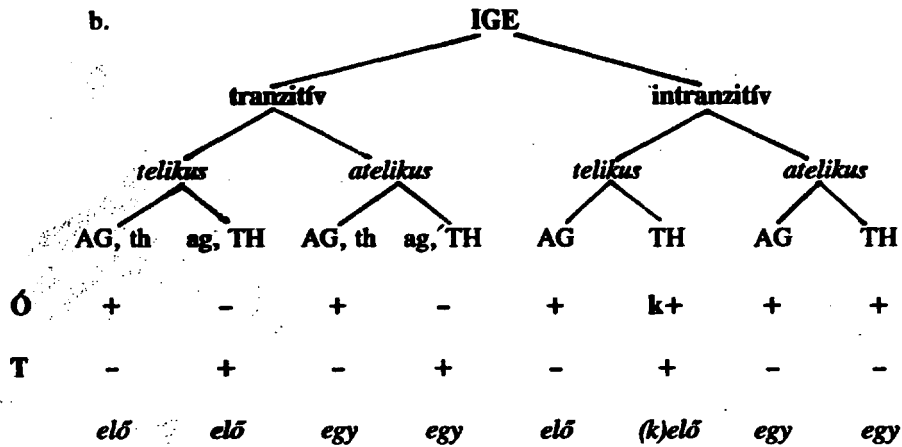 b. IGE
tranzitív intranzitív
telikus atelikus telikus atelikus
AG, th ag, TH AG, th ag, TH AG TH AG TH
Ó + – + – + k+ + +
T – + – + – + – –
elő elő egy egy elő (k)elő egy egy